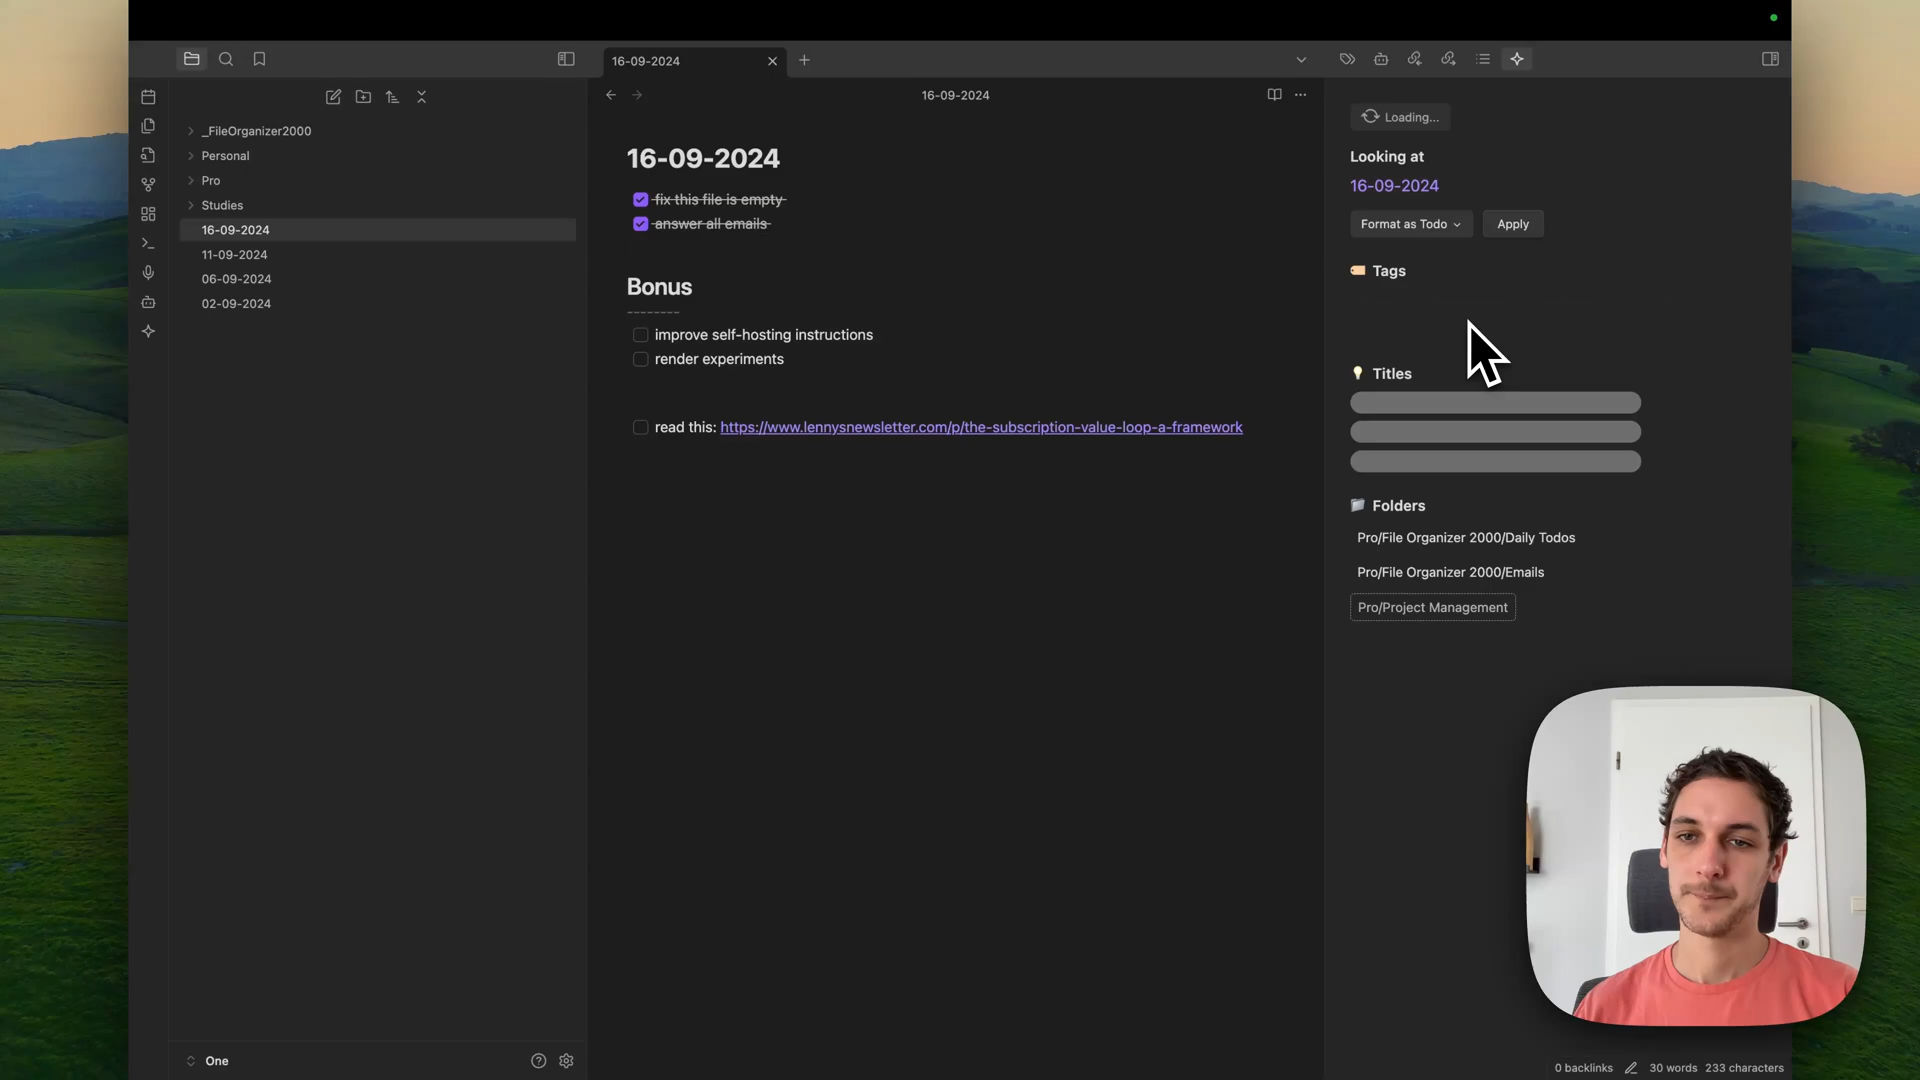 16-09-2024
16-09-2024
_FileOrganizer2000
Personal
Pro
Studies
16-09-2024
11-09-2024
06-09-2024
02-09-2024
One
16-09-2024
fix this file is empty
answer all emails
Bonus
--------
improve self-hosting instructions
render experiments
read this: https://www.lennysnewsletter.com/p/the-subscription-value-loop-a-framework
Loading...
Looking at
16-09-2024
Format as Todo
Apply
Tags
Titles
Folders
Pro/File Organizer 2000/Daily Todos
Pro/File Organizer 2000/Emails
Pro/Project Management
0 backlinks 30 words 233 characters